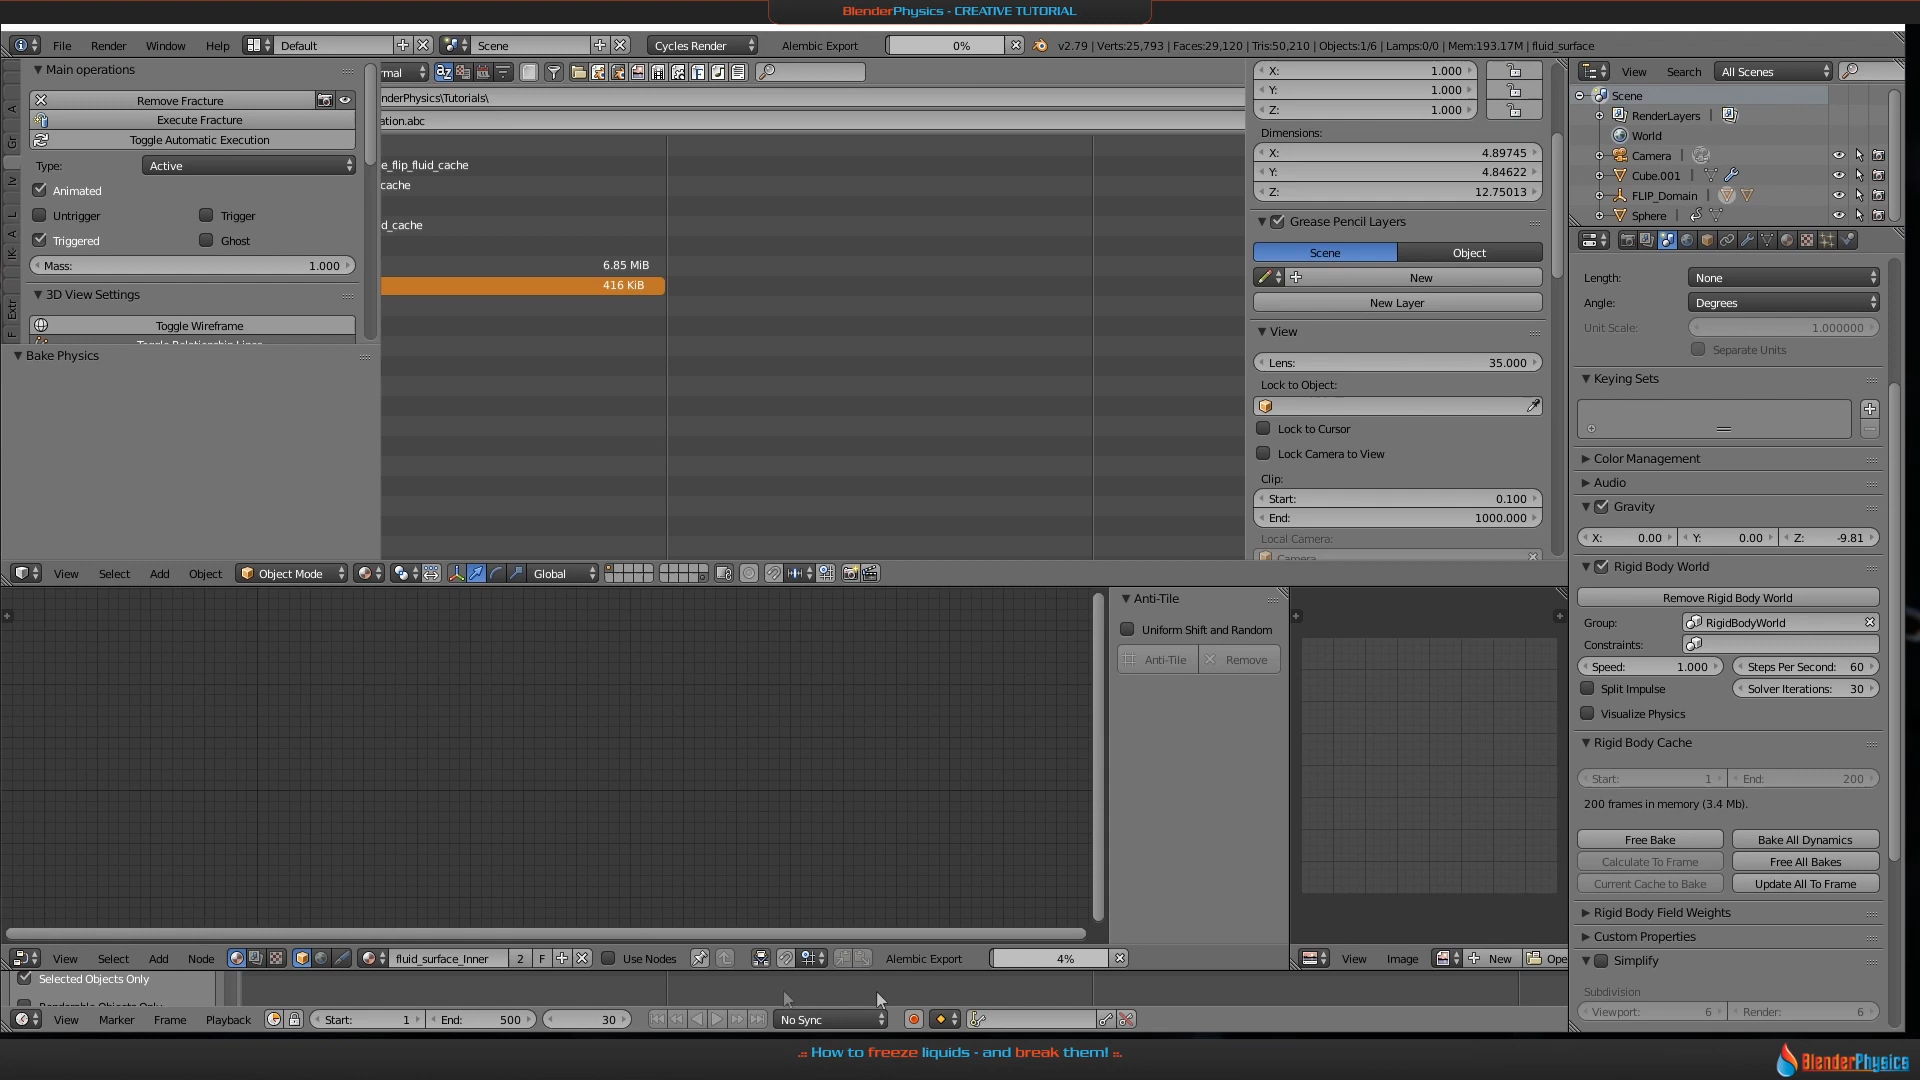 BlenderPhysics - CREATIVE TUTORIAL
File Render Window Help Default Scene Cycles Render Alembic Export 0% v2.79 | Verts:25,793 | Faces:29,120 | Tris:50,210 | Objects:1/6 | Lamps:0/0 | Mem:193.17M | fluid_surface
Main operations
Remove Fracture
Execute Fracture
Toggle Automatic Execution
Type: Active
Animated
Untrigger Trigger
Triggered Ghost
Mass: 1.000
3D View Settings
Toggle Wireframe
Bake Physics
rmal
nderPhysics\Tutorials\
ation.abc
e_flip_fluid_cache
cache
d_cache
6.85 MiB
416 KiB
X: 1.000
Y: 1.000
Z: 1.000
Dimensions:
X: 4.89745
Y: 4.84622
Z: 12.75013
Grease Pencil Layers
Scene Object
New
New Layer
View
Lens: 35.000
Lock to Object:
Lock to Cursor
Lock Camera to View
Clip:
Start: 0.100
End: 1000.000
Local Camera:
Camera
View Search All Scenes
Scene
RenderLayers
World
Camera
Cube.001
FLIP_Domain
Sphere
Length: None
Angle: Degrees
Unit Scale: 1.000000
Separate Units
Keying Sets
Color Management
Audio
Gravity
X: 0.00 Y: 0.00 Z: -9.81
Rigid Body World
Remove Rigid Body World
Group: RigidBodyWorld
Constraints:
Speed: 1.000 Steps Per Second: 60
Split Impulse Solver Iterations: 30
Visualize Physics
Rigid Body Cache
Start: 1 End: 200
200 frames in memory (3.4 Mb).
Free Bake Bake All Dynamics
Calculate To Frame Free All Bakes
Current Cache to Bake Update All To Frame
Rigid Body Field Weights
Custom Properties
Simplify
Subdivision
Viewport: 6 Render: 6
View Select Add Object Object Mode Global
Anti-Tile
Uniform Shift and Random
Anti-Tile Remove
View Select Add Node fluid_surface_Inner 2 F Use Nodes Alembic Export 4%
View Image New Ope
Selected Objects Only
View Marker Frame Playback Start: 1 End: 500 30 No Sync
.:: How to freeze liquids - and break them! ::.
BlenderPhysics